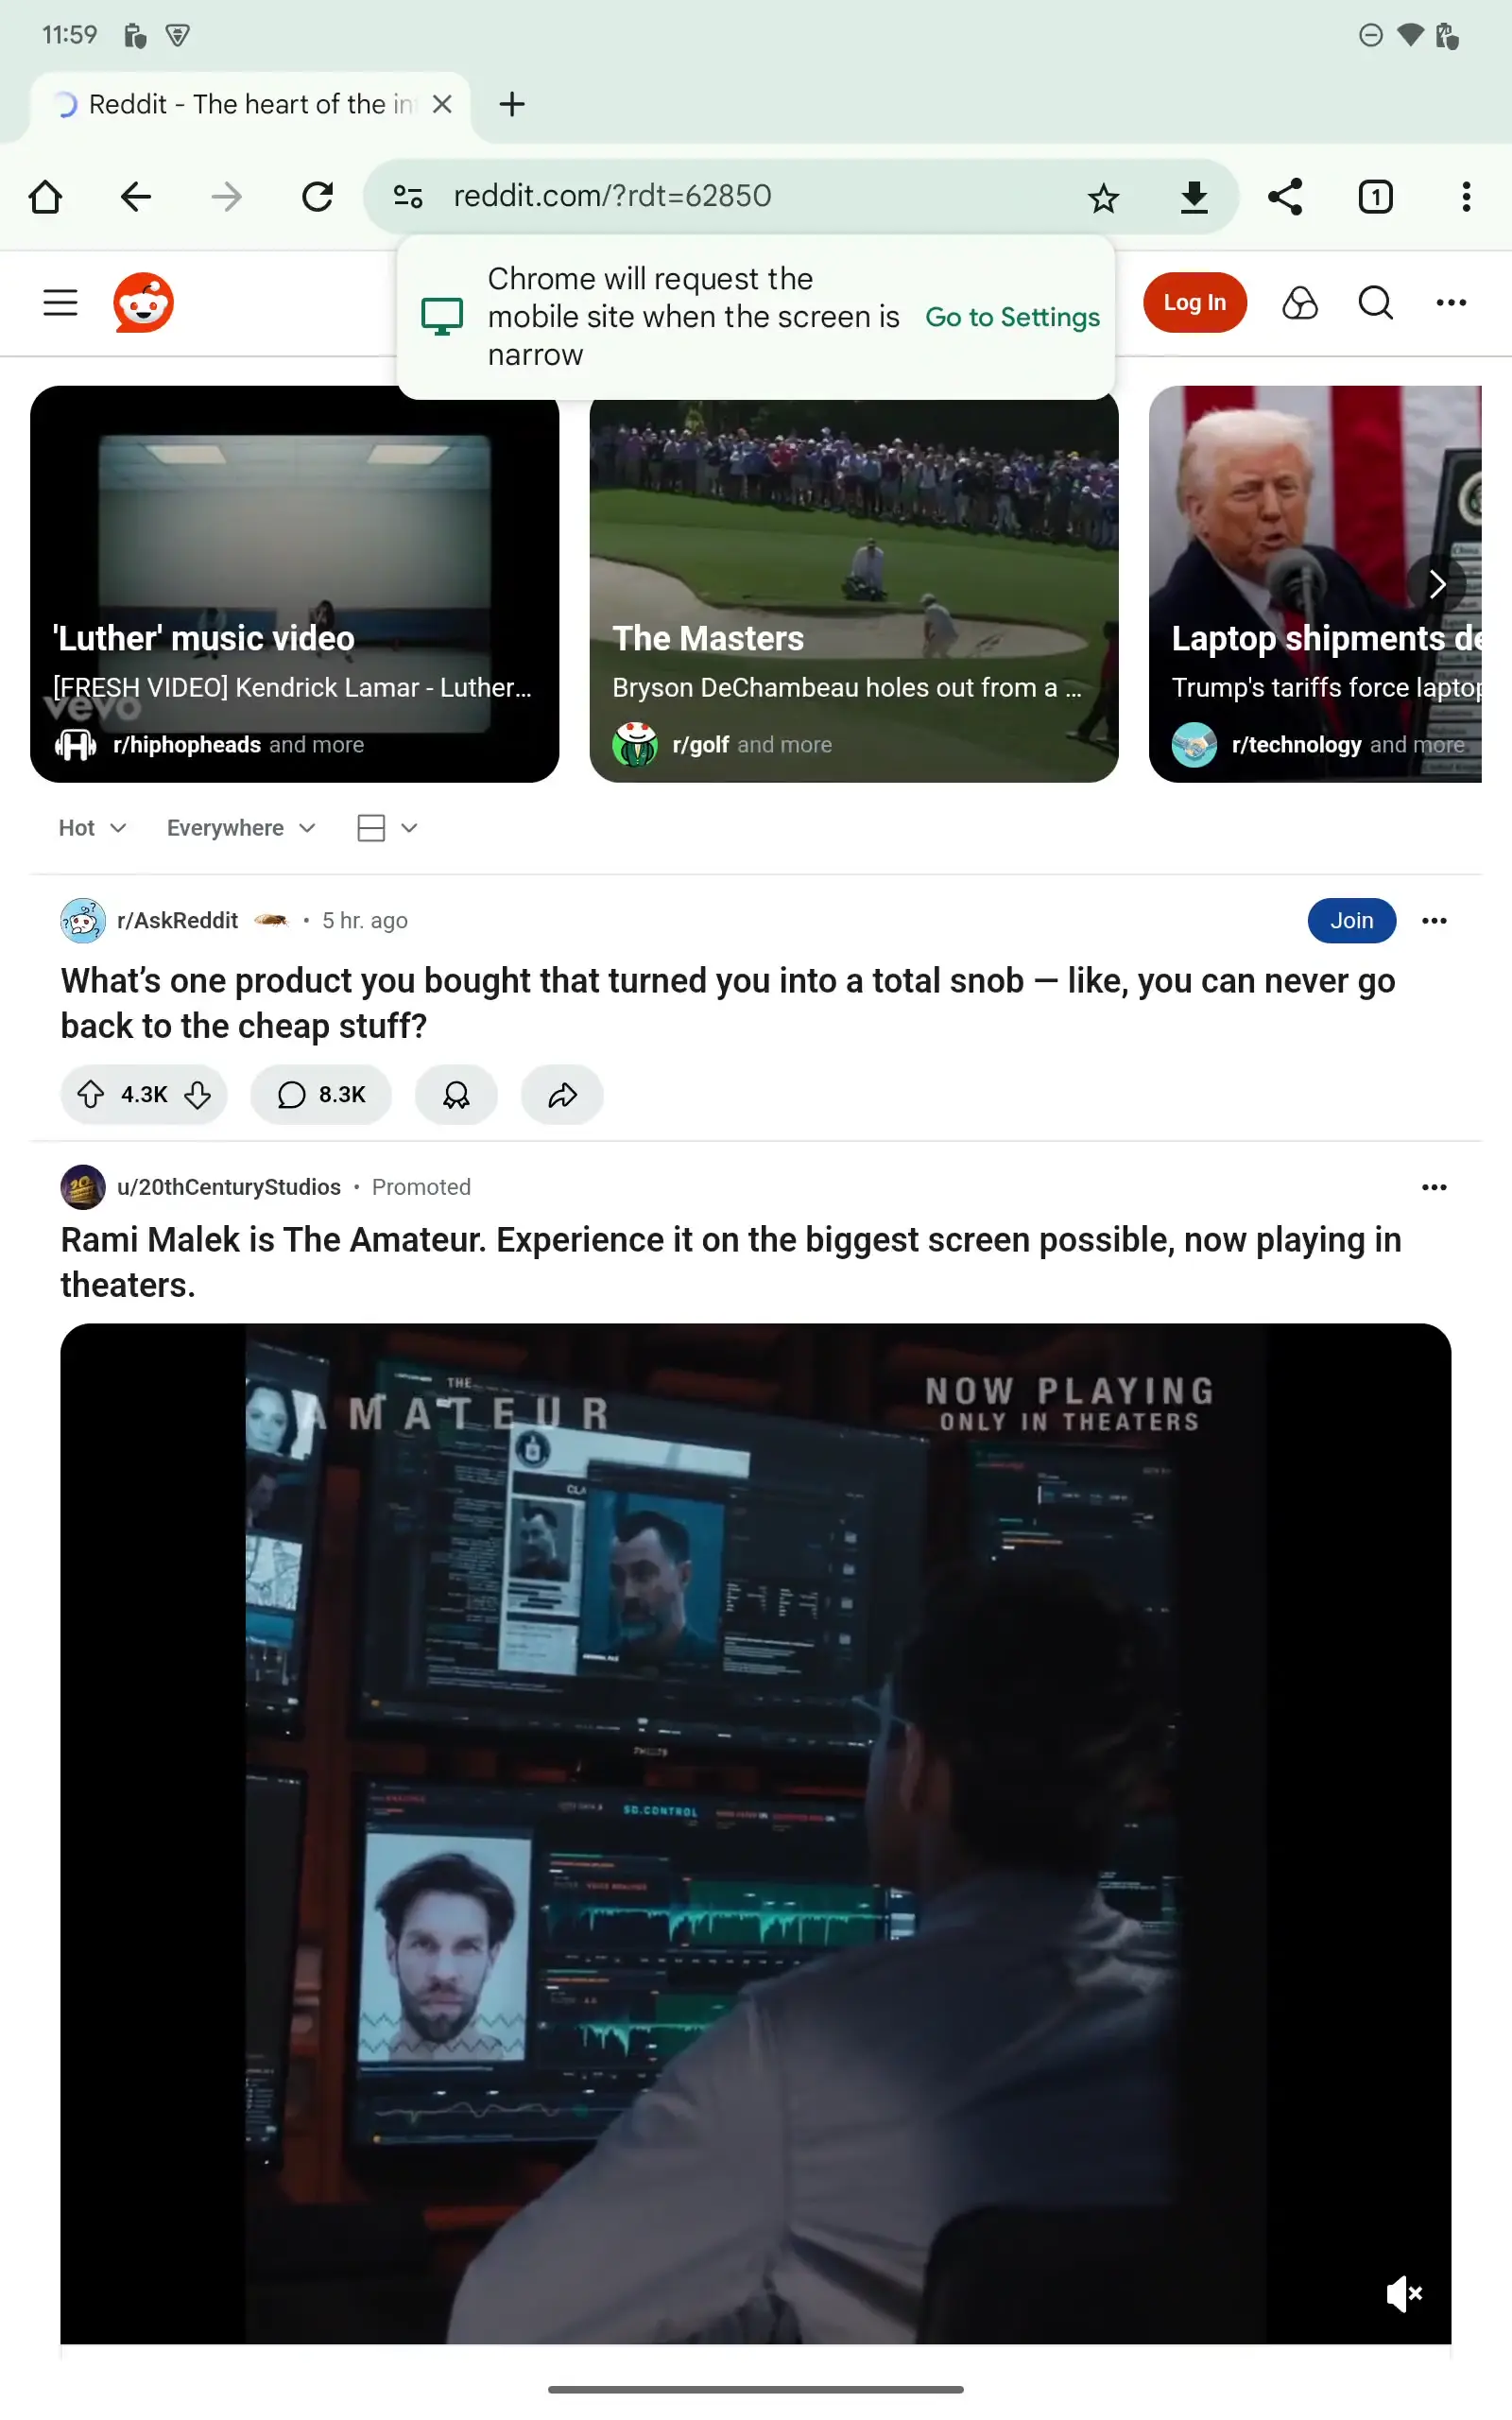 11:59
Reddit - The heart of the in
reddit.com/?rdt=62850
1
Chrome will request the
mobile site when the screen is
narrow
Go to Settings
Log In
'Luther' music video
[FRESH VIDEO] Kendrick Lamar - Luther...
vevo
r/hiphopheads and more
The Masters
Bryson DeChambeau holes out from a ...
r/golf and more
Laptop shipments de
Trump's tariffs force laptop
r/technology and more
Hot
Everywhere
r/AskReddit • 5 hr. ago
Join
What’s one product you bought that turned you into a total snob — like, you can never go
back to the cheap stuff?
4.3K
8.3K
u/20thCenturyStudios • Promoted
Rami Malek is The Amateur. Experience it on the biggest screen possible, now playing in
theaters.
THE
AMATEUR
NOW PLAYING
ONLY IN THEATERS
CLA
PHILIPS
SD.CONTROL